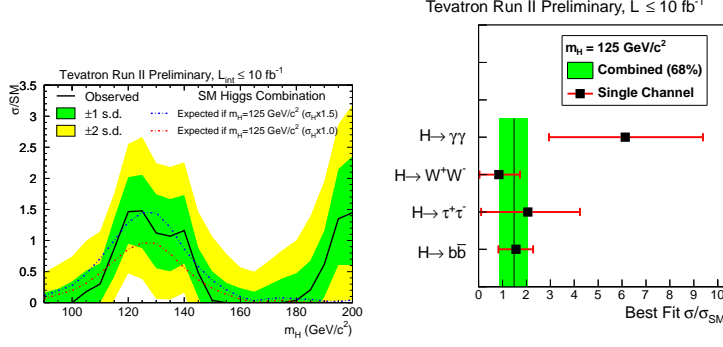 Tevatron Run II Preliminary, L_int ≤ 10 fb⁻¹
σ/SM
3.5
3
2.5
2
1.5
1
0.5
0
Observed
±1 s.d.
±2 s.d.
SM Higgs Combination
Expected if m_H=125 GeV/c² (σ_H x1.5)
Expected if m_H=125 GeV/c² (σ_H x1.0)
100 120 140 160 180 200
m_H (GeV/c²)
Tevatron Run II Preliminary, L ≤ 10 fb⁻¹
m_H = 125 GeV/c²
Combined (68%)
Single Channel
H→γγ
H→W⁺W⁻
H→τ⁺τ⁻
H→bb̅
0 1 2 3 4 5 6 7 8 9 10
Best Fit σ/σ_SM